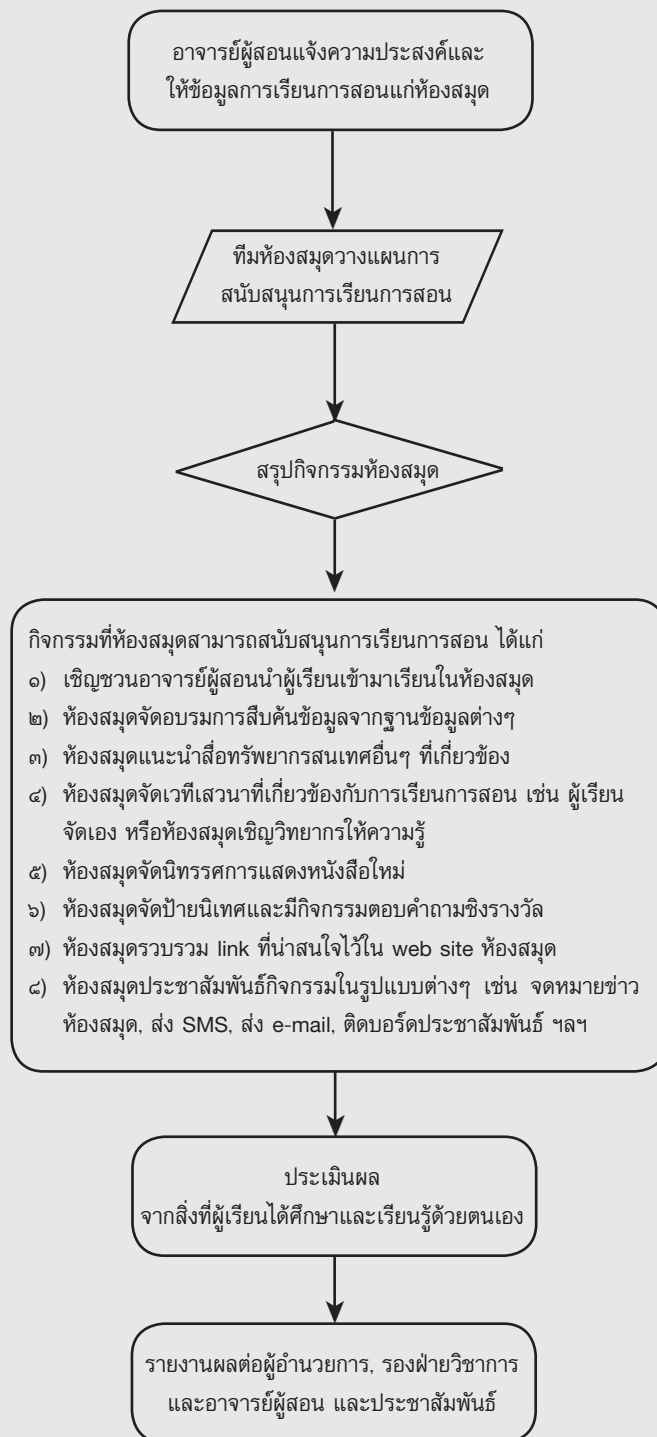 อาจารย์ผู้สอนแจ้งความประสงค์และ
ให้ข้อมูลการเรียนการสอนแก่ห้องสมุด
ทีมห้องสมุดวางแผนการ
สนับสนุนการเรียนการสอน
สรุปกิจกรรมห้องสมุด
กิจกรรมที่ห้องสมุดสามารถสนับสนุนการเรียนการสอน ได้แก่
๑) เชิญชวนอาจารย์ผู้สอนนำผู้เรียนเข้ามาเรียนในห้องสมุด
๒) ห้องสมุดจัดอบรมการสืบค้นข้อมูลจากฐานข้อมูลต่างๆ
๓) ห้องสมุดแนะนำสื่อทรัพยากรสนเทศอื่นๆ ที่เกี่ยวข้อง
๔) ห้องสมุดจัดเวทีเสวนาที่เกี่ยวข้องกับการเรียนการสอน เช่น ผู้เรียน
จัดเอง หรือห้องสมุดเชิญวิทยากรให้ความรู้
๕) ห้องสมุดจัดนิทรรศการแสดงหนังสือใหม่
๖) ห้องสมุดจัดป้ายนิเทศและมีกิจกรรมตอบคำถามชิงรางวัล
๗) ห้องสมุดรวบรวม link ที่น่าสนใจไว้ใน web site ห้องสมุด
๘) ห้องสมุดประชาสัมพันธ์กิจกรรมในรูปแบบต่างๆ เช่น จดหมายข่าว
ห้องสมุด, ส่ง SMS, ส่ง e-mail, ติดบอร์ดประชาสัมพันธ์ ฯลฯ
ประเมินผล
จากสิ่งที่ผู้เรียนได้ศึกษาและเรียนรู้ด้วยตนเอง
รายงานผลต่อผู้อำนวยการ, รองฝ่ายวิชาการ
และอาจารย์ผู้สอน และประชาสัมพันธ์